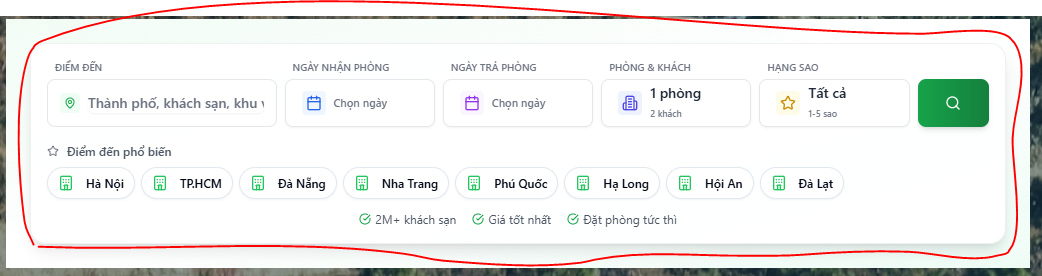 ĐIỂM ĐẾN NGÀY NHẬN PHÒNG NGÀY TRẢ PHÒNG PHÒNG & KHÁCH HẠNG SAO
Thành phố, khách sạn, khu v Chọn ngày Chọn ngày 1 phòng Tất cả
2 khách 1-5 sao
Điểm đến phổ biến
Hà Nội TP.HCM Đà Nẵng Nha Trang Phú Quốc Hạ Long Hội An Đà Lạt
2M+ khách sạn Giá tốt nhất Đặt phòng tức thì